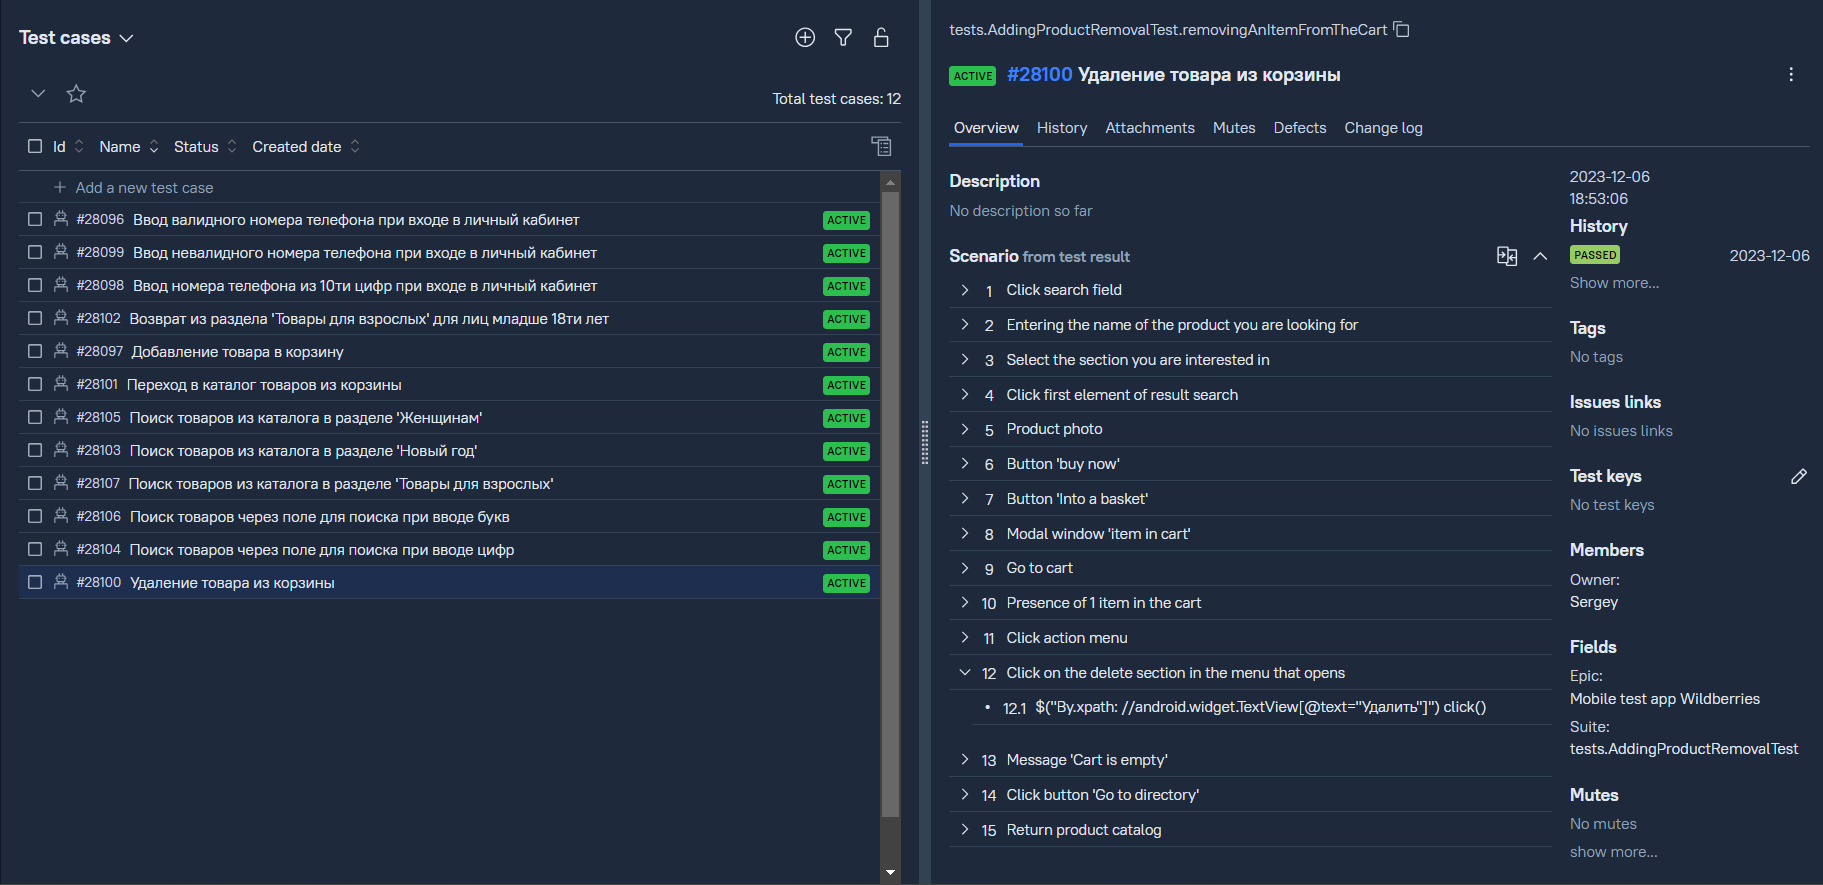 Test cases
Total test cases: 12
Id Name Status Created date
Add a new test case
#28096 Ввод валидного номера телефона при входе в личный кабинет ACTIVE
#28099 Ввод невалидного номера телефона при входе в личный кабинет ACTIVE
#28098 Ввод номера телефона из 10ти цифр при входе в личный кабинет ACTIVE
#28102 Возврат из раздела 'Товары для взрослых' для лиц младше 18ти лет ACTIVE
#28097 Добавление товара в корзину ACTIVE
#28101 Переход в каталог товаров из корзины ACTIVE
#28105 Поиск товаров из каталога в разделе 'Женщинам' ACTIVE
#28103 Поиск товаров из каталога в разделе 'Новый год' ACTIVE
#28107 Поиск товаров из каталога в разделе 'Товары для взрослых' ACTIVE
#28106 Поиск товаров через поле для поиска при вводе букв ACTIVE
#28104 Поиск товаров через поле для поиска при вводе цифр ACTIVE
#28100 Удаление товара из корзины ACTIVE
tests.AddingProductRemovalTest.removingAnItemFromTheCart
ACTIVE #28100 Удаление товара из корзины
Overview History Attachments Mutes Defects Change log
Description
No description so far
Scenario from test result
1 Click search field
2 Entering the name of the product you are looking for
3 Select the section you are interested in
4 Click first element of result search
5 Product photo
6 Button 'buy now'
7 Button 'Into a basket'
8 Modal window 'item in cart'
9 Go to cart
10 Presence of 1 item in the cart
11 Click action menu
12 Click on the delete section in the menu that opens
• 12.1 $("By.xpath: //android.widget.TextView[@text="Удалить"]") click()
13 Message 'Cart is empty'
14 Click button 'Go to directory'
15 Return product catalog
2023-12-06
18:53:06
History
PASSED 2023-12-06
Show more...
Tags
No tags
Issues links
No issues links
Test keys
No test keys
Members
Owner:
Sergey
Fields
Epic:
Mobile test app Wildberries
Suite:
tests.AddingProductRemovalTest
Mutes
No mutes
show more...